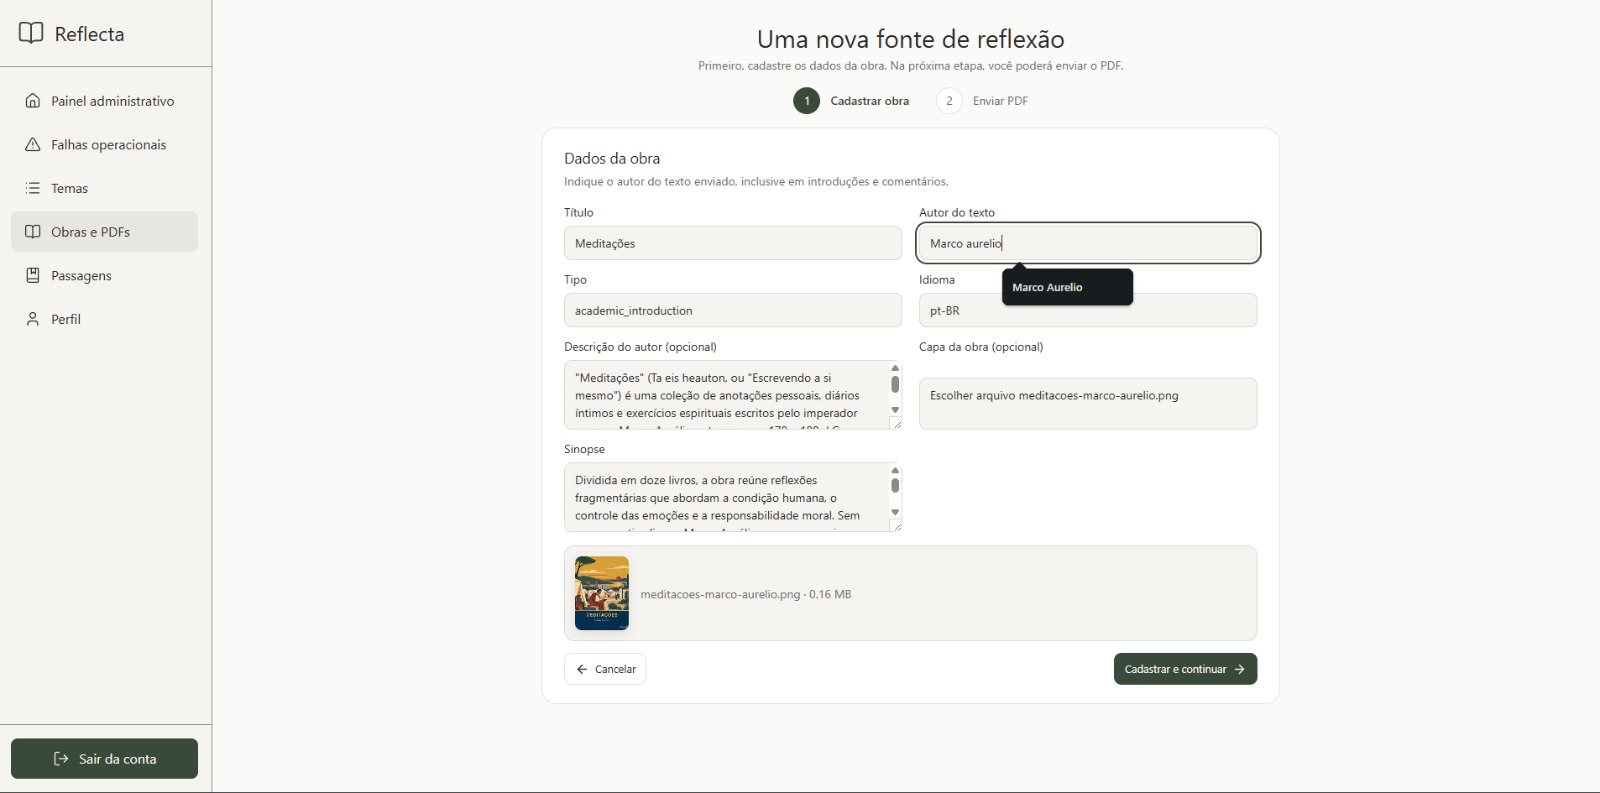 Reflecta
Painel administrativo
Falhas operacionais
Temas
Obras e PDFs
Passagens
Perfil
Sair da conta
Uma nova fonte de reflexão
Primeiro, cadastre os dados da obra. Na próxima etapa, você poderá enviar o PDF.
1 Cadastrar obra 2 Enviar PDF
Dados da obra
Indique o autor do texto enviado, inclusive em introduções e comentários.
Título
Meditações
Autor do texto
Marco aurelio
Marco Aurelio
Tipo
academic_introduction
Idioma
pt-BR
Descrição do autor (opcional)
"Meditações" (Ta eis heauton, ou "Escrevendo a si
mesmo") é uma coleção de anotações pessoais, diários
íntimos e exercícios espirituais escritos pelo imperador
Capa da obra (opcional)
Escolher arquivo meditacoes-marco-aurelio.png
Sinopse
Dividida em doze livros, a obra reúne reflexões
fragmentárias que abordam a condição humana, o
controle das emoções e a responsabilidade moral. Sem
MEDITAÇÕES
meditacoes-marco-aurelio.png · 0.16 MB
Cancelar
Cadastrar e continuar